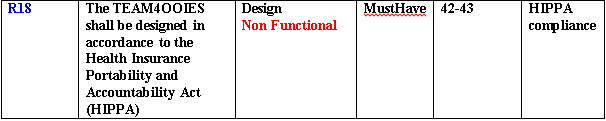 R18
The TEAM4OOIES
shall be designed in
accordance to the
Health Insurance
Portability and
Accountability Act
(HIPPA)
Design
Non Functional
MustHave
42-43
HIPPA
compliance